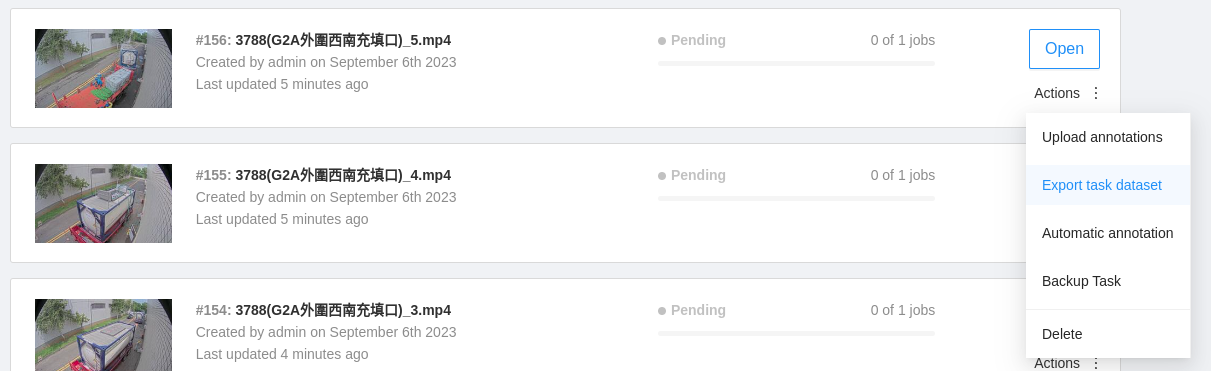 #156: 3788(G2A外圍西南充填口)_5.mp4
Created by admin on September 6th 2023
Last updated 5 minutes ago
Pending
0 of 1 jobs
Open
Actions
Upload annotations
Export task dataset
Automatic annotation
Backup Task
Delete
#155: 3788(G2A外圍西南充填口)_4.mp4
Created by admin on September 6th 2023
Last updated 5 minutes ago
Pending
0 of 1 jobs
#154: 3788(G2A外圍西南充填口)_3.mp4
Created by admin on September 6th 2023
Last updated 4 minutes ago
Pending
0 of 1 jobs
Actions